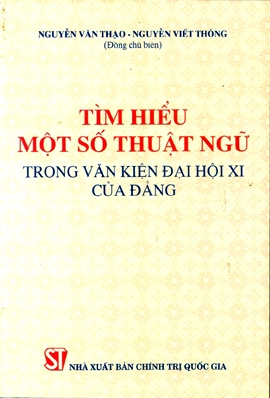 NGUYỄN VĂN THẠO - NGUYỄN VIẾT THÔNG
(Đồng chủ biên)
TÌM HIỂU
MỘT SỐ THUẬT NGỮ
TRONG VĂN KIỆN ĐẠI HỘI XI
CỦA ĐẢNG
ST
NHÀ XUẤT BẢN CHÍNH TRỊ QUỐC GIA